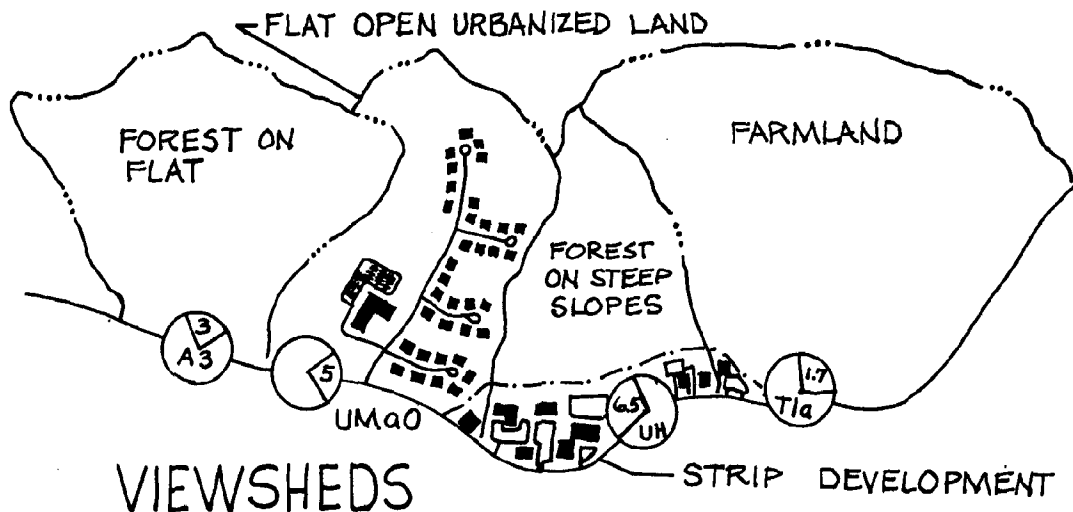 FLAT OPEN URBANIZED LAND
FOREST ON
FLAT
FARMLAND
FOREST
ON STEEP
SLOPES
3
A3
5
UMaO
6.5
UH
1.7
T1a
STRIP DEVELOPMENT
VIEWSHEDS